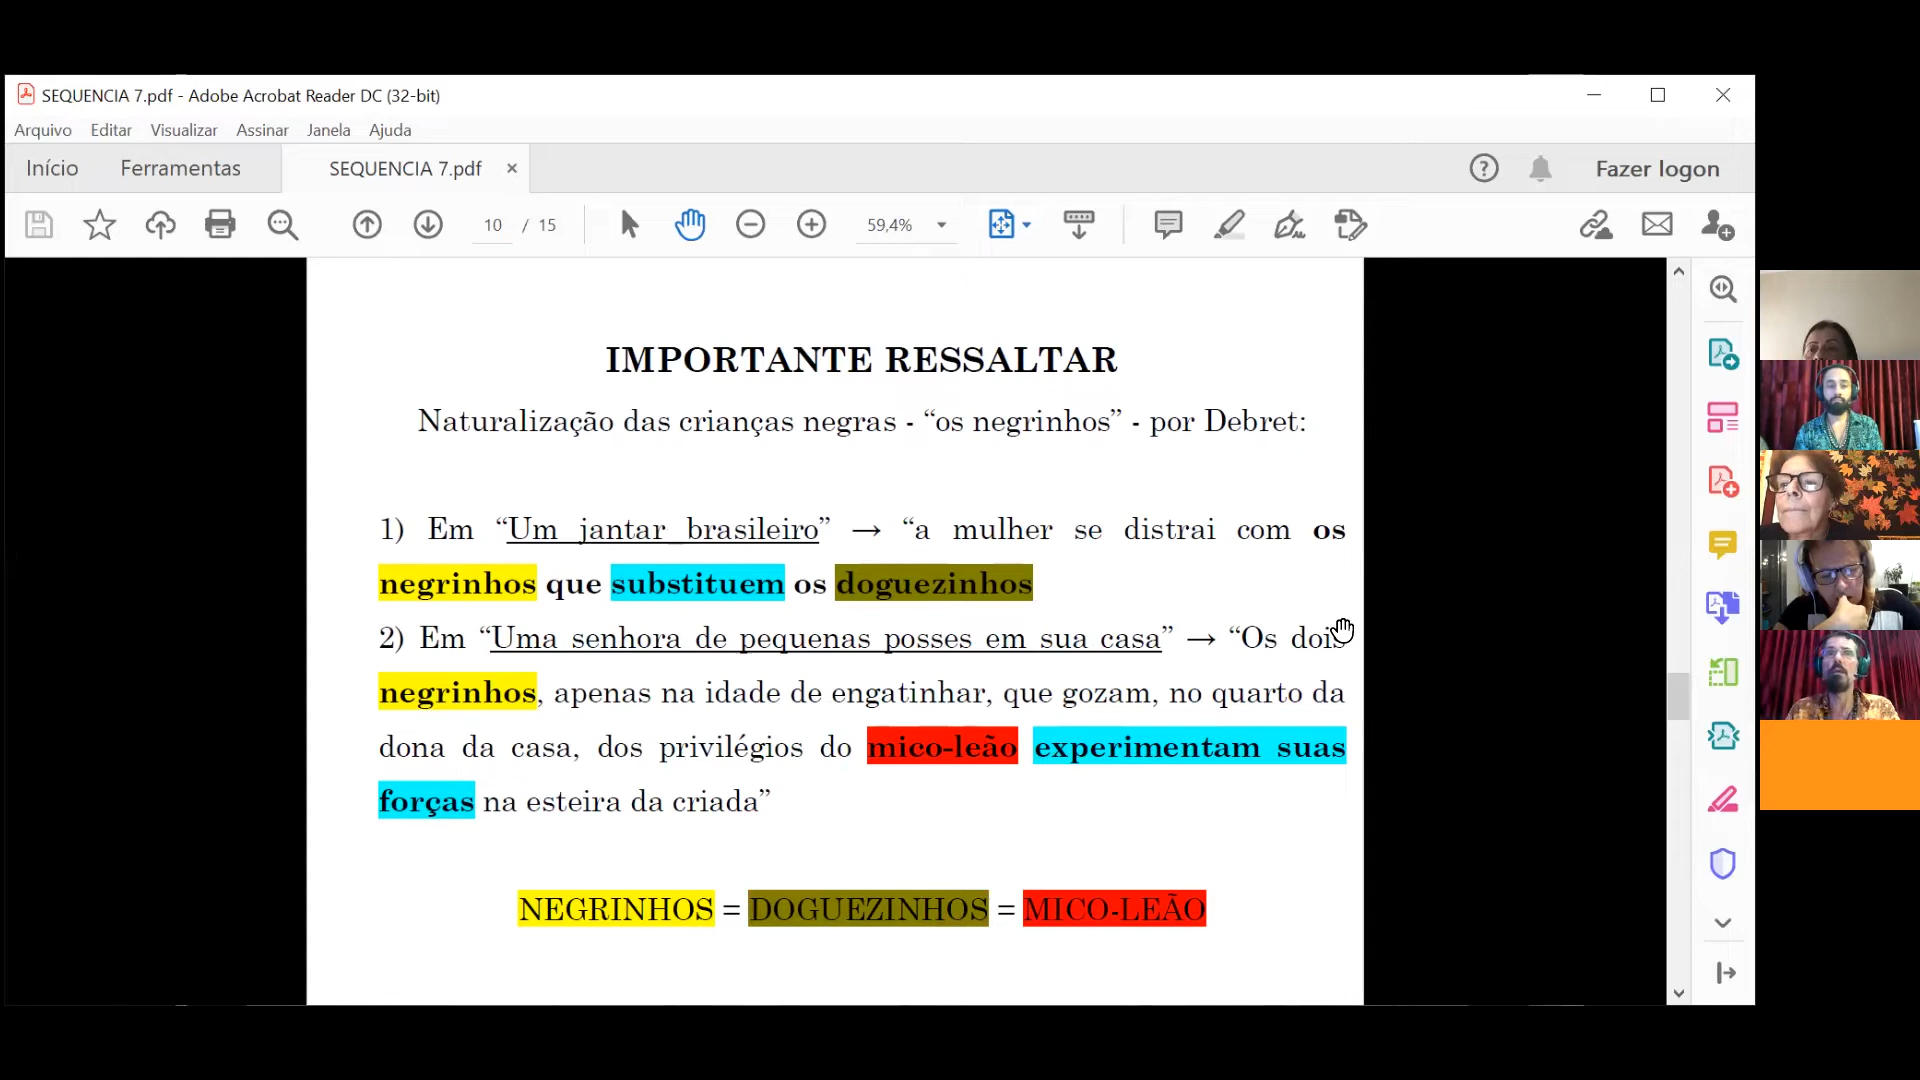 SEQUENCIA 7.pdf - Adobe Acrobat Reader DC (32-bit)
Arquivo Editar Visualizar Assinar Janela Ajuda
Início Ferramentas SEQUENCIA 7.pdf × Fazer logon
10 / 15 59,4%
IMPORTANTE RESSALTAR
Naturalização das crianças negras - “os negrinhos” - por Debret:
1) Em “Um jantar brasileiro” → “a mulher se distrai com os
negrinhos que substituem os doguezinhos
2) Em “Uma senhora de pequenas posses em sua casa” → “Os dois
negrinhos, apenas na idade de engatinhar, que gozam, no quarto da
dona da casa, dos privilégios do mico-leão experimentam suas
forças na esteira da criada”
NEGRINHOS = DOGUEZINHOS = MICO-LEÃO